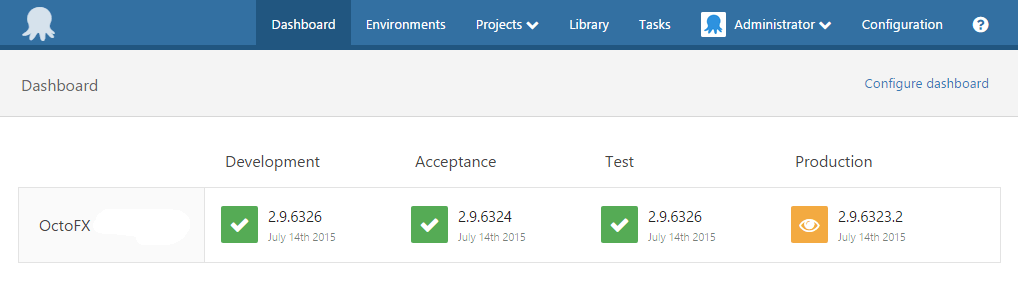 Dashboard Environments Projects Library Tasks Administrator Configuration ?
Dashboard Configure dashboard
Development Acceptance Test Production
OctoFX 2.9.6326 2.9.6324 2.9.6326 2.9.6323.2
July 14th 2015 July 14th 2015 July 14th 2015 July 14th 2015